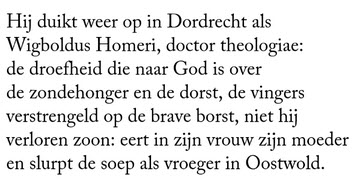 Hij duikt weer op in Dordrecht als
Wigboldus Homeri, doctor theologiae:
de droefheid die naar God is over
de zondehonger en de dorst, de vingers
verstrengeld op de brave borst, niet hij
verloren zoon: eert in zijn vrouw zijn moeder
en slurpt de soep als vroeger in Oostwold.